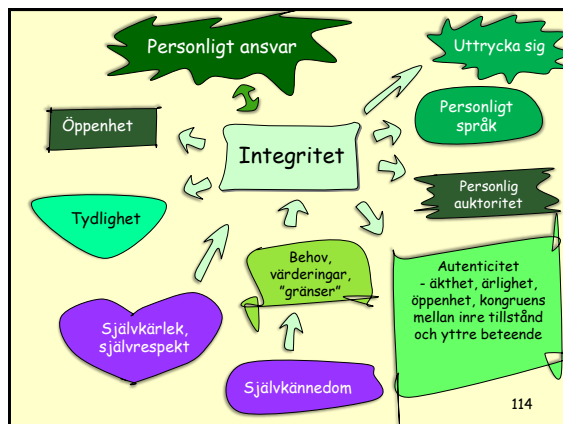 Personligt ansvar
Uttrycka sig
Öppenhet
Personligt
språk
Integritet
Personlig
auktoritet
Tydlighet
Behov,
värderingar,
"gränser"
Autenticitet
- äkthet, ärlighet,
öppenhet, kongruens
mellan inre tillstånd
och yttre beteende
Självkärlek,
självrespekt
Självkännedom
114